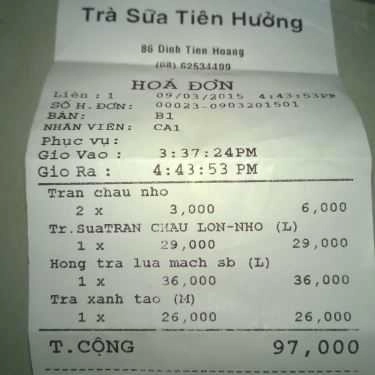 Trà Sữa Tiên Hưởng
86 Dinh Tien Hoang
(08) 62534499
HOÁ ĐƠN
Liên : 1 09/03/2015 4:43:53PM
SỐ H.ĐƠN: 00023-0903201501
BÀN: B1
NHÂN VIÊN: CA1
Phục vụ:
Gio Vao : 3:37:24PM
Gio Ra : 4:43:53 PM
Tran chau nho
2 x 3,000 6,000
Tr.SuaTRAN CHAU LON-NHO (L)
1 x 29,000 29,000
Hong tra lua mach sb (L)
1 x 36,000 36,000
Tra xanh tao (M)
1 x 26,000 26,000
T.CỘNG 97,000